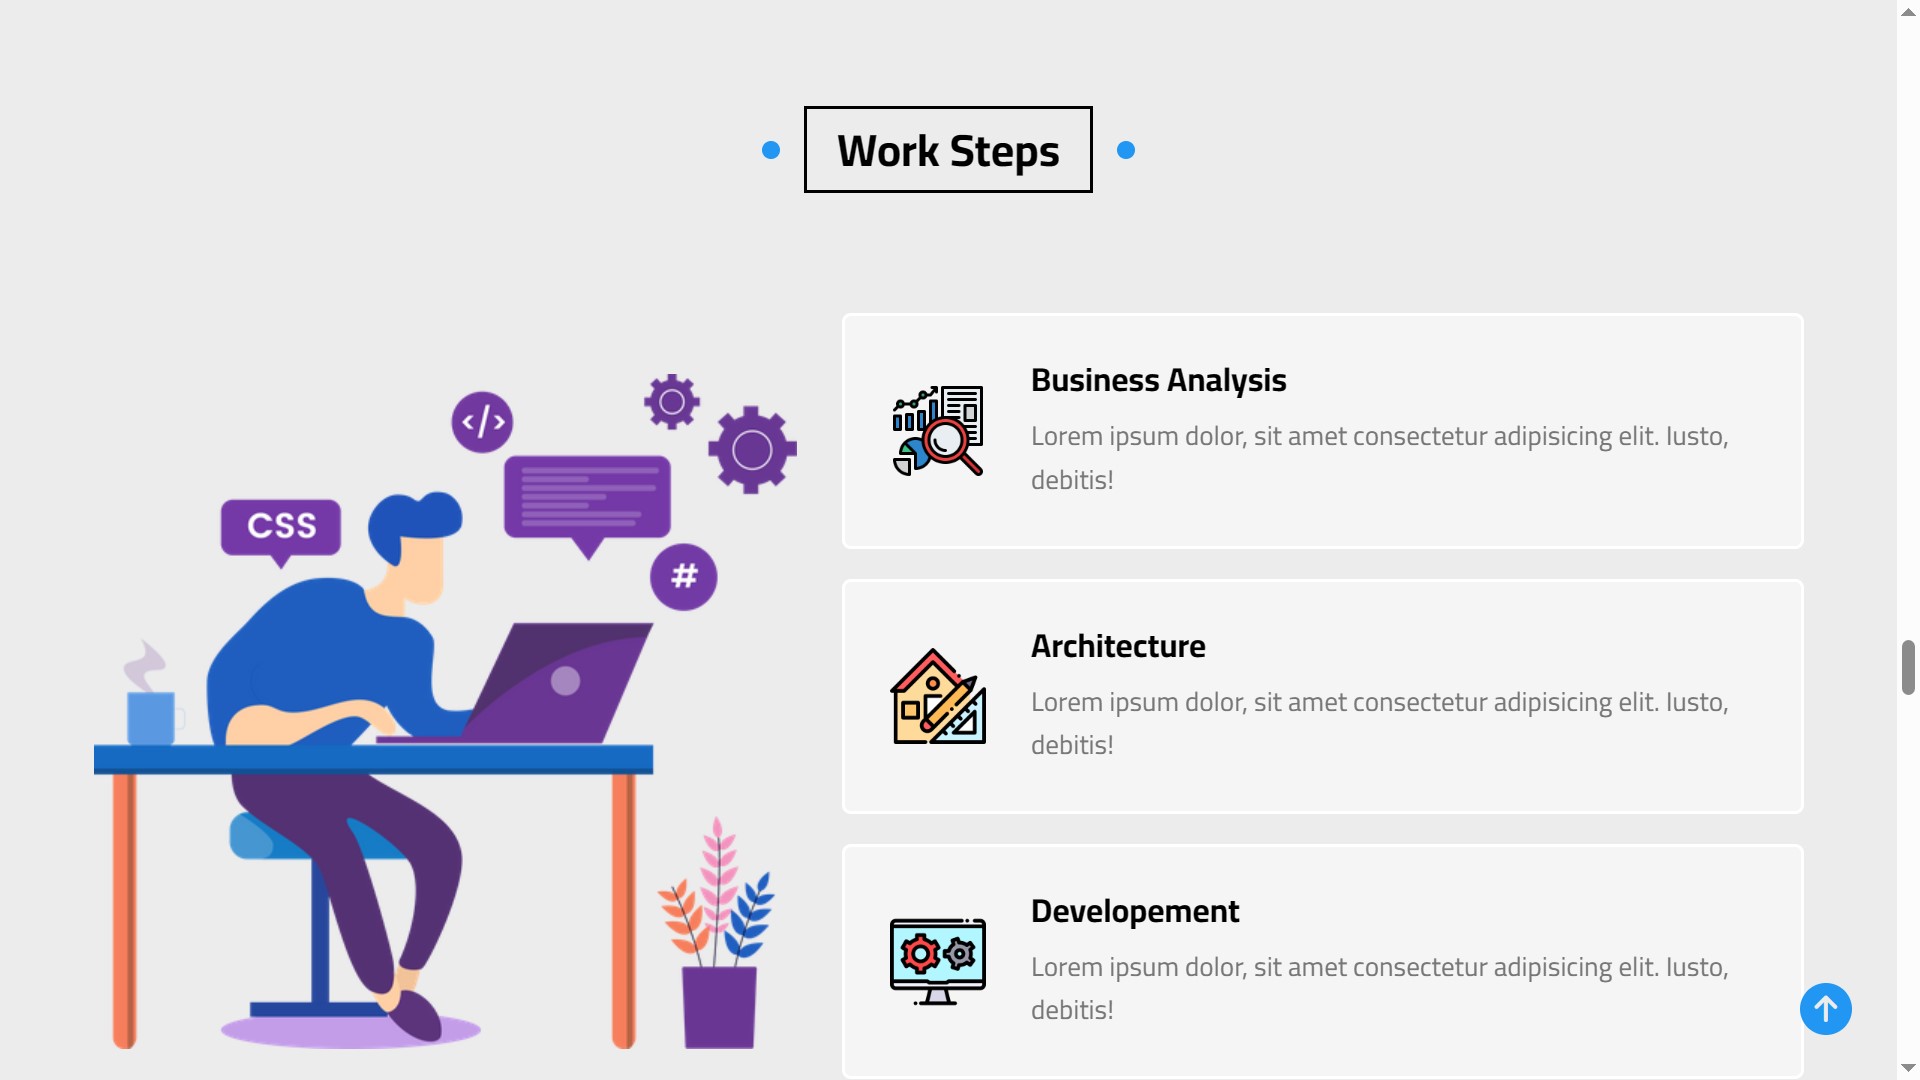 Work Steps
</>
CSS
#
Business Analysis
Lorem ipsum dolor, sit amet consectetur adipisicing elit. Iusto,
debitis!
Architecture
Lorem ipsum dolor, sit amet consectetur adipisicing elit. Iusto,
debitis!
Developement
Lorem ipsum dolor, sit amet consectetur adipisicing elit. Iusto,
debitis!